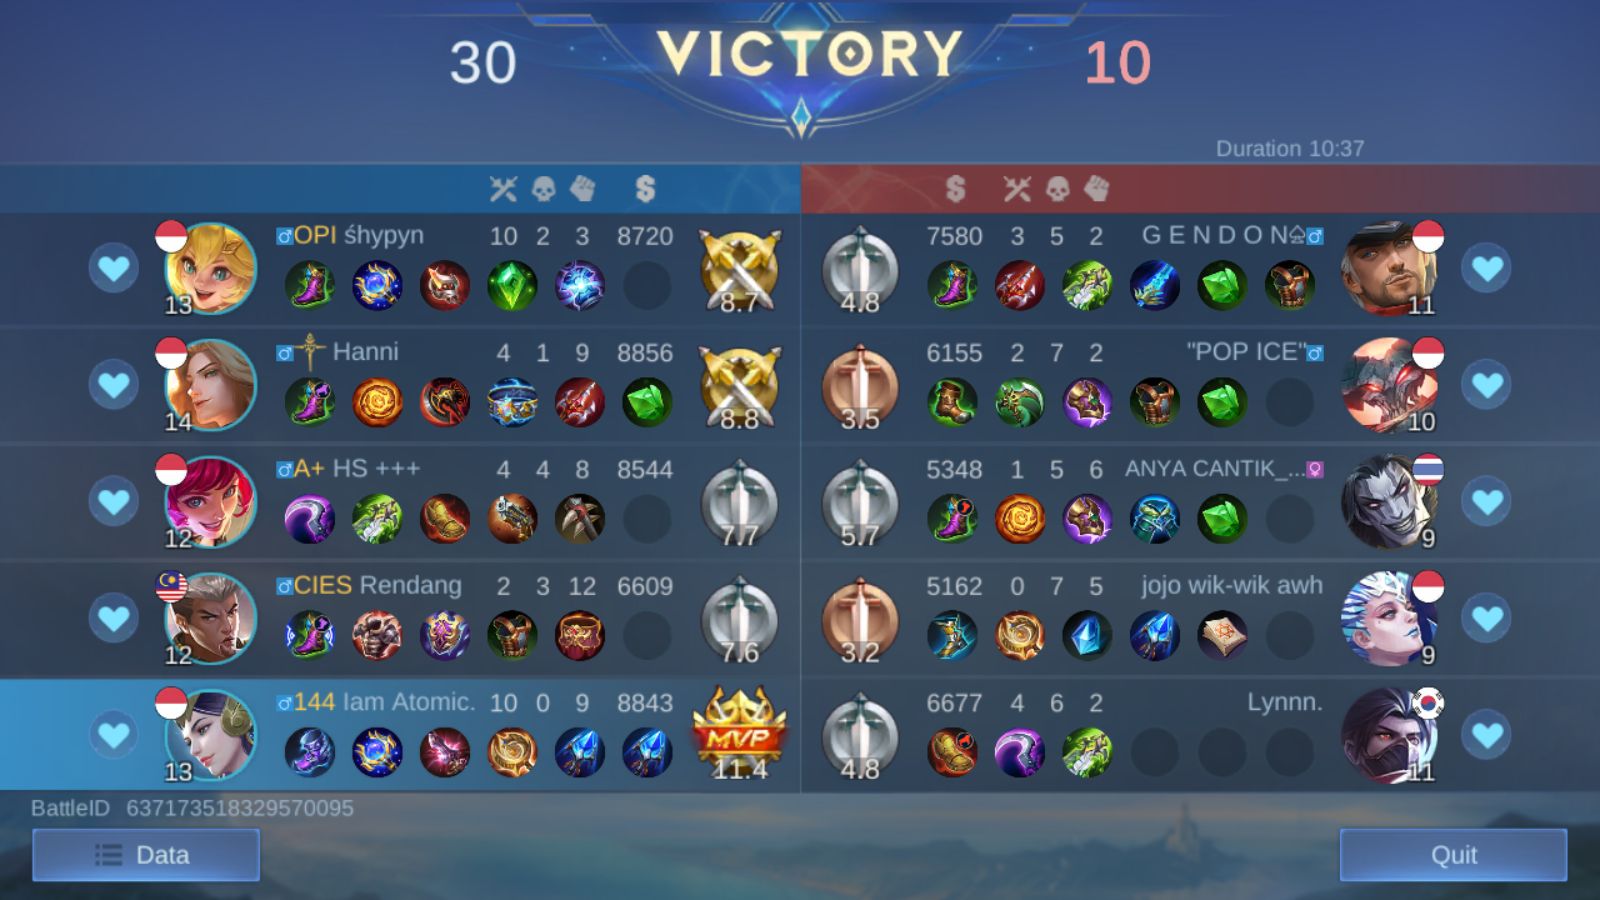 30 VICTORY 10
Duration 10:37
OPI śhypyn 10 2 3 8720
13 8.7
7580 3 5 2 G E N D O N♤
4.8 11
Hanni 4 1 9 8856
14 8.8
6155 2 7 2 "POP ICE"
3.5 10
A+ HS +++ 4 4 8 8544
12 7.7
5348 1 5 6 ANYA CANTIK_...
5.7 9
CIES Rendang 2 3 12 6609
12 7.6
5162 0 7 5 jojo wik-wik awh
3.2 9
144 Iam Atomic. 10 0 9 8843
MVP
13 11.4
6677 4 6 2 Lynnn.
4.8 11
BattleID 637173518329570095
Data
Quit